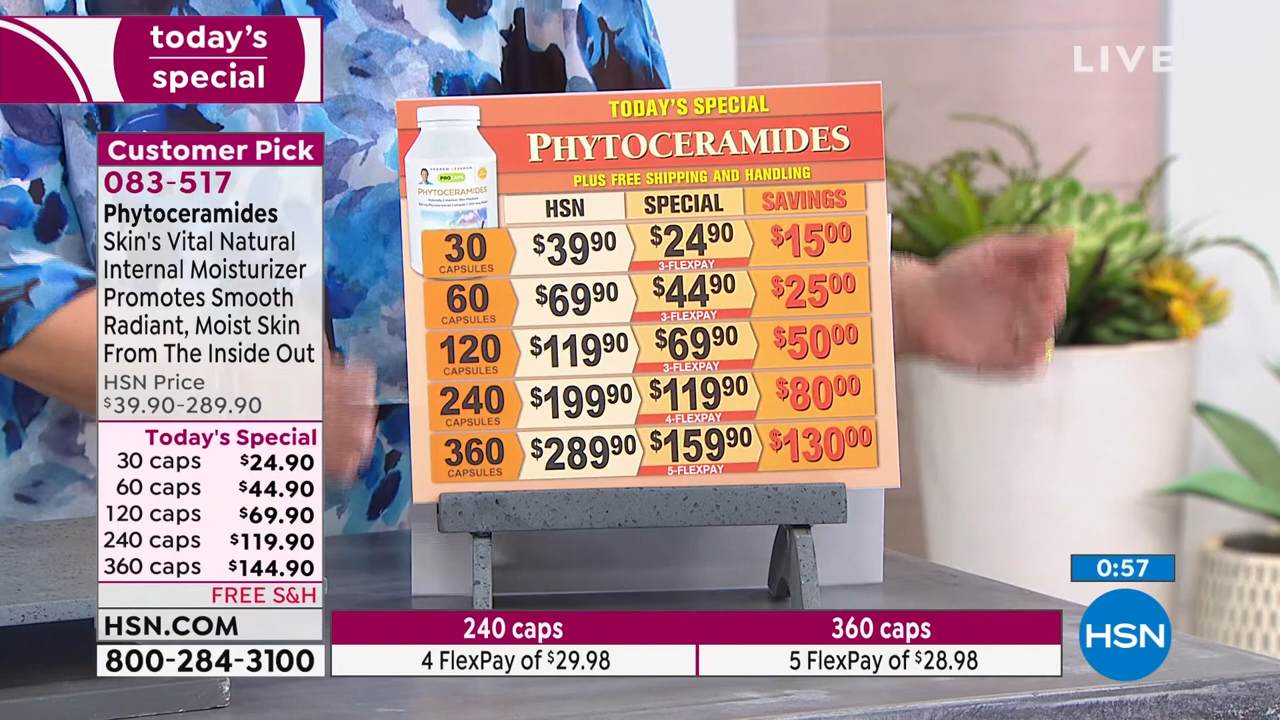 today's
special
Customer Pick
083-517
Phytoceramides
Skin's Vital Natural
Internal Moisturizer
Promotes Smooth
Radiant, Moist Skin
From The Inside Out
HSN Price
$39.90-289.90
Today's Special
30 caps $24.90
60 caps $44.90
120 caps $69.90
240 caps $119.90
360 caps $144.90
FREE S&H
HSN.COM
800-284-3100
LIVE
TODAY'S SPECIAL
PHYTOCERAMIDES
PLUS FREE SHIPPING AND HANDLING
HSN SPECIAL SAVINGS
30 CAPSULES $39.90 $24.90 3-FLEXPAY $15.00
60 CAPSULES $69.90 $44.90 3-FLEXPAY $25.00
120 CAPSULES $119.90 $69.90 3-FLEXPAY $50.00
240 CAPSULES $199.90 $119.90 4-FLEXPAY $80.00
360 CAPSULES $289.90 $159.90 5-FLEXPAY $130.00
ANDREW LESSMAN
PROCAPS
PHYTOCERAMIDES
240 caps 360 caps
4 FlexPay of $29.98 5 FlexPay of $28.98
0:57
HSN